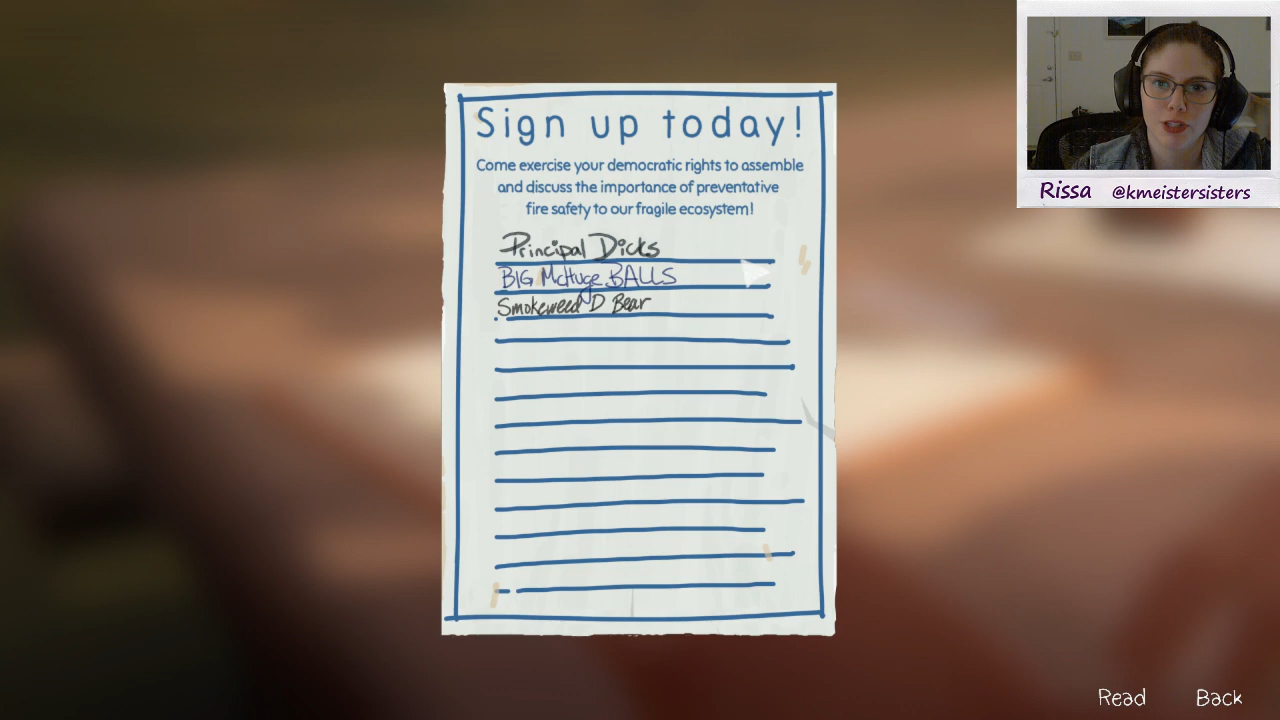 Sign up today!
Come exercise your democratic rights to assemble
and discuss the importance of preventative
fire safety to our fragile ecosystem!
Principal Dicks
BIG McHuge BALLS
Smokeweed D Bear
Rissa @kmeistersisters
Read Back